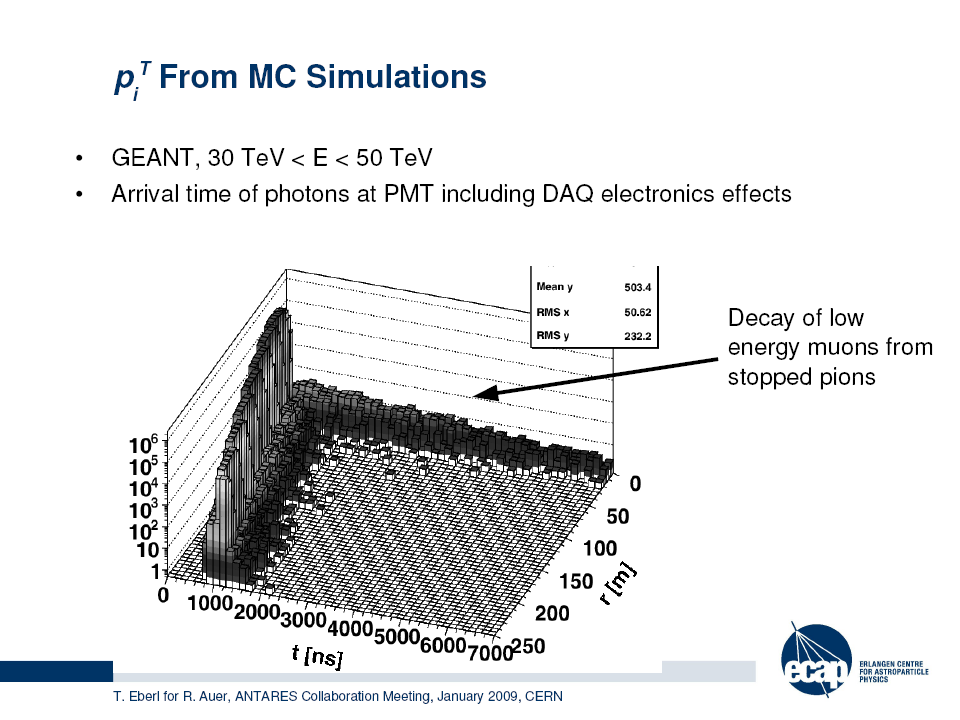 p_i^T From MC Simulations
• GEANT, 30 TeV < E < 50 TeV
• Arrival time of photons at PMT including DAQ electronics effects
Mean y 503.4
RMS x 50.62
RMS y 232.2
Decay of low
energy muons from
stopped pions
10^6
10^5
10^4
10^3
10^2
10
1
0 1000 2000 3000 4000 5000 6000 7000
t [ns]
0
50
100
150
200
250
r [m]
ecap
ERLANGEN CENTRE
FOR ASTROPARTICLE
PHYSICS
T. Eberl for R. Auer, ANTARES Collaboration Meeting, January 2009, CERN